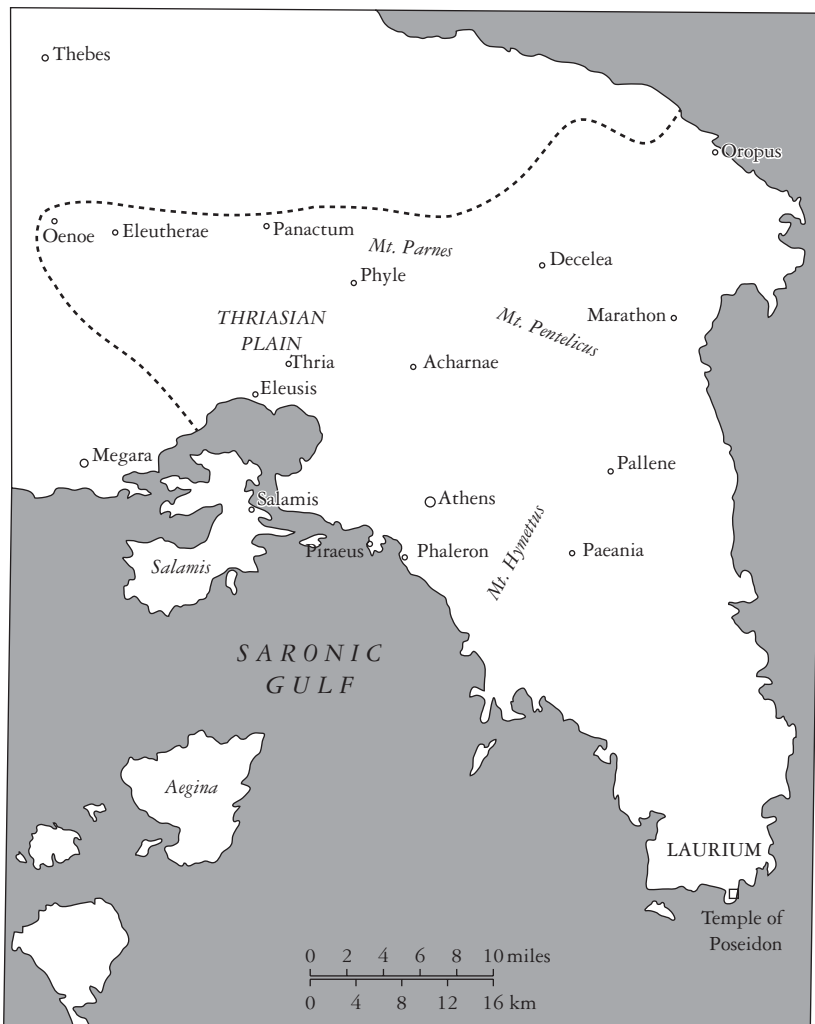 Thebes
Oropus
Oenoe
Eleutherae
Panactum
Mt. Parnes
Decelea
Phyle
THRIASIAN
PLAIN
Mt. Pentelicus
Marathon
Thria
Acharnae
Eleusis
Megara
Pallene
Salamis
Athens
Mt. Hymettus
Piraeus
Phaleron
Paeania
Salamis
SARONIC
GULF
Aegina
LAURIUM
Temple of
Poseidon
0 2 4 6 8 10 miles
0 4 8 12 16 km